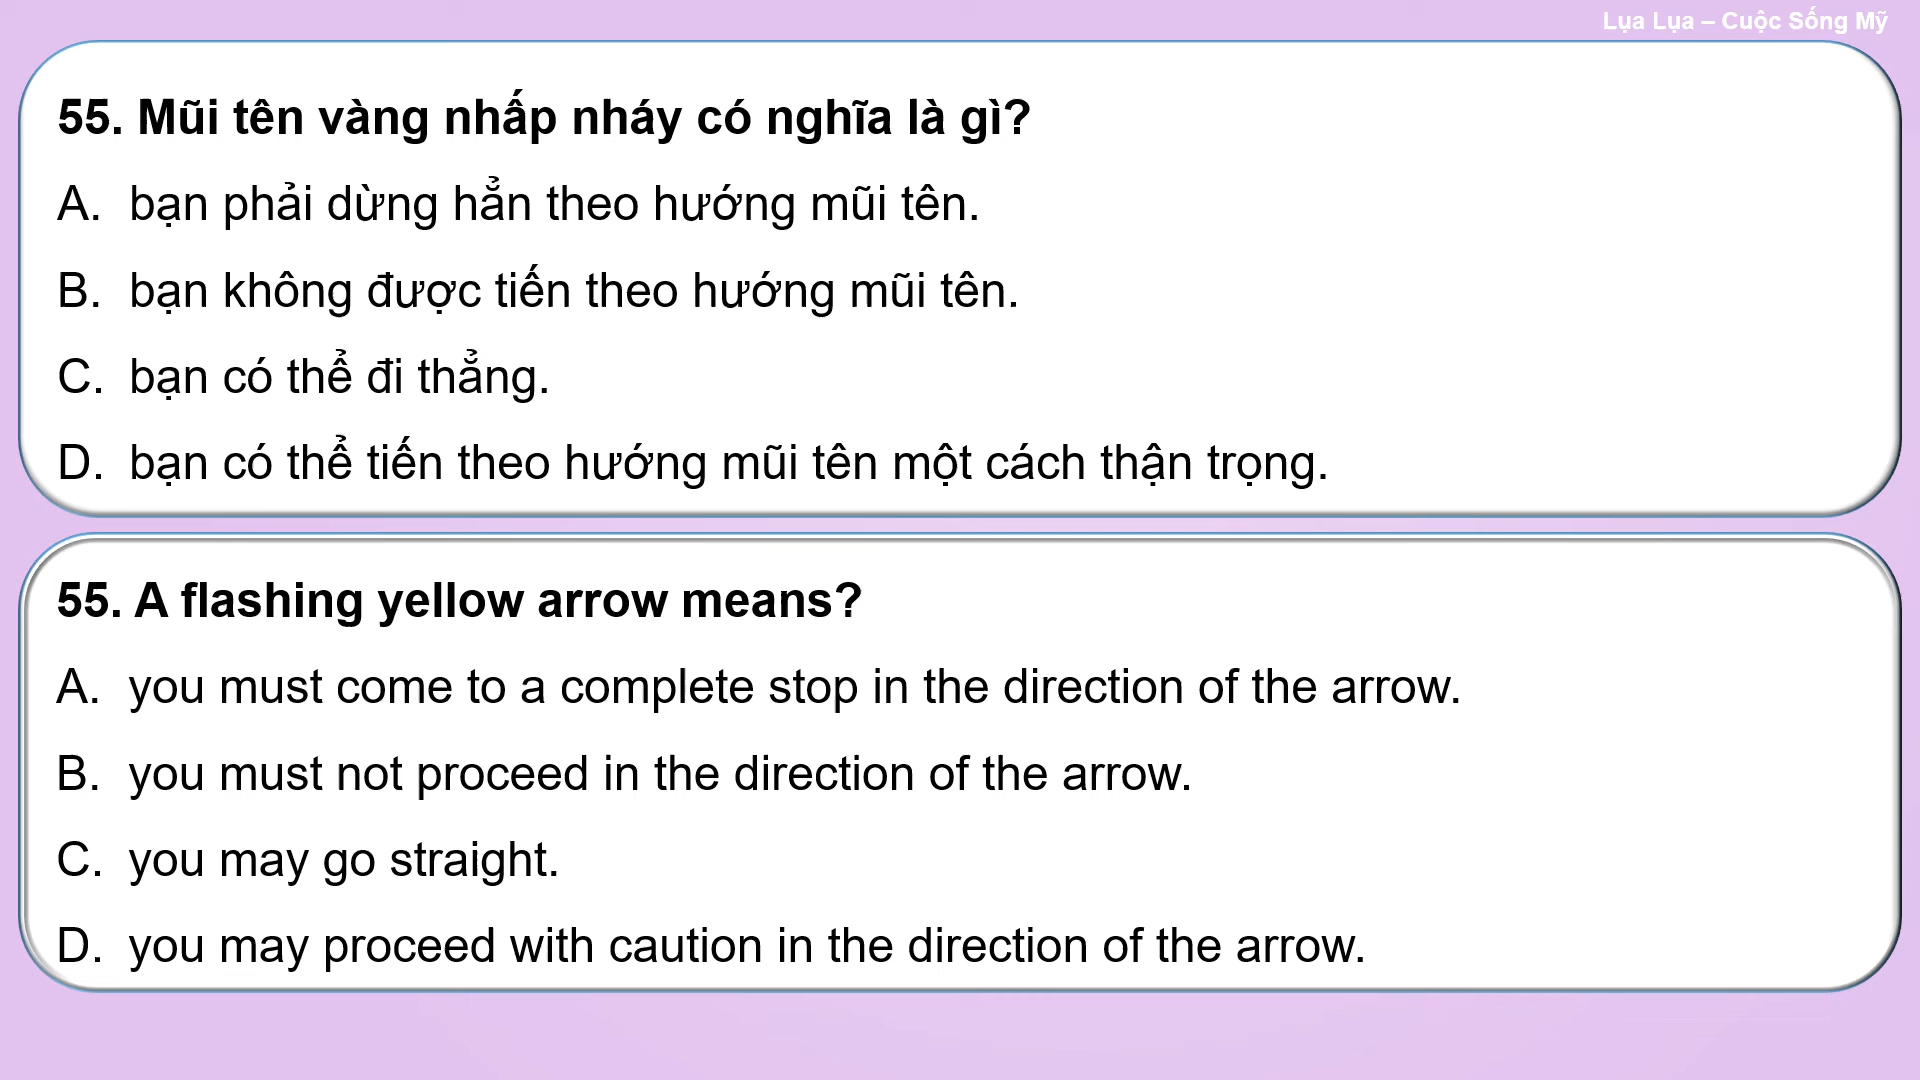 Lụa Lụa – Cuộc Sống Mỹ
55. Mũi tên vàng nhấp nháy có nghĩa là gì?
A. bạn phải dừng hẳn theo hướng mũi tên.
B. bạn không được tiến theo hướng mũi tên.
C. bạn có thể đi thẳng.
D. bạn có thể tiến theo hướng mũi tên một cách thận trọng.
55. A flashing yellow arrow means?
A. you must come to a complete stop in the direction of the arrow.
B. you must not proceed in the direction of the arrow.
C. you may go straight.
D. you may proceed with caution in the direction of the arrow.